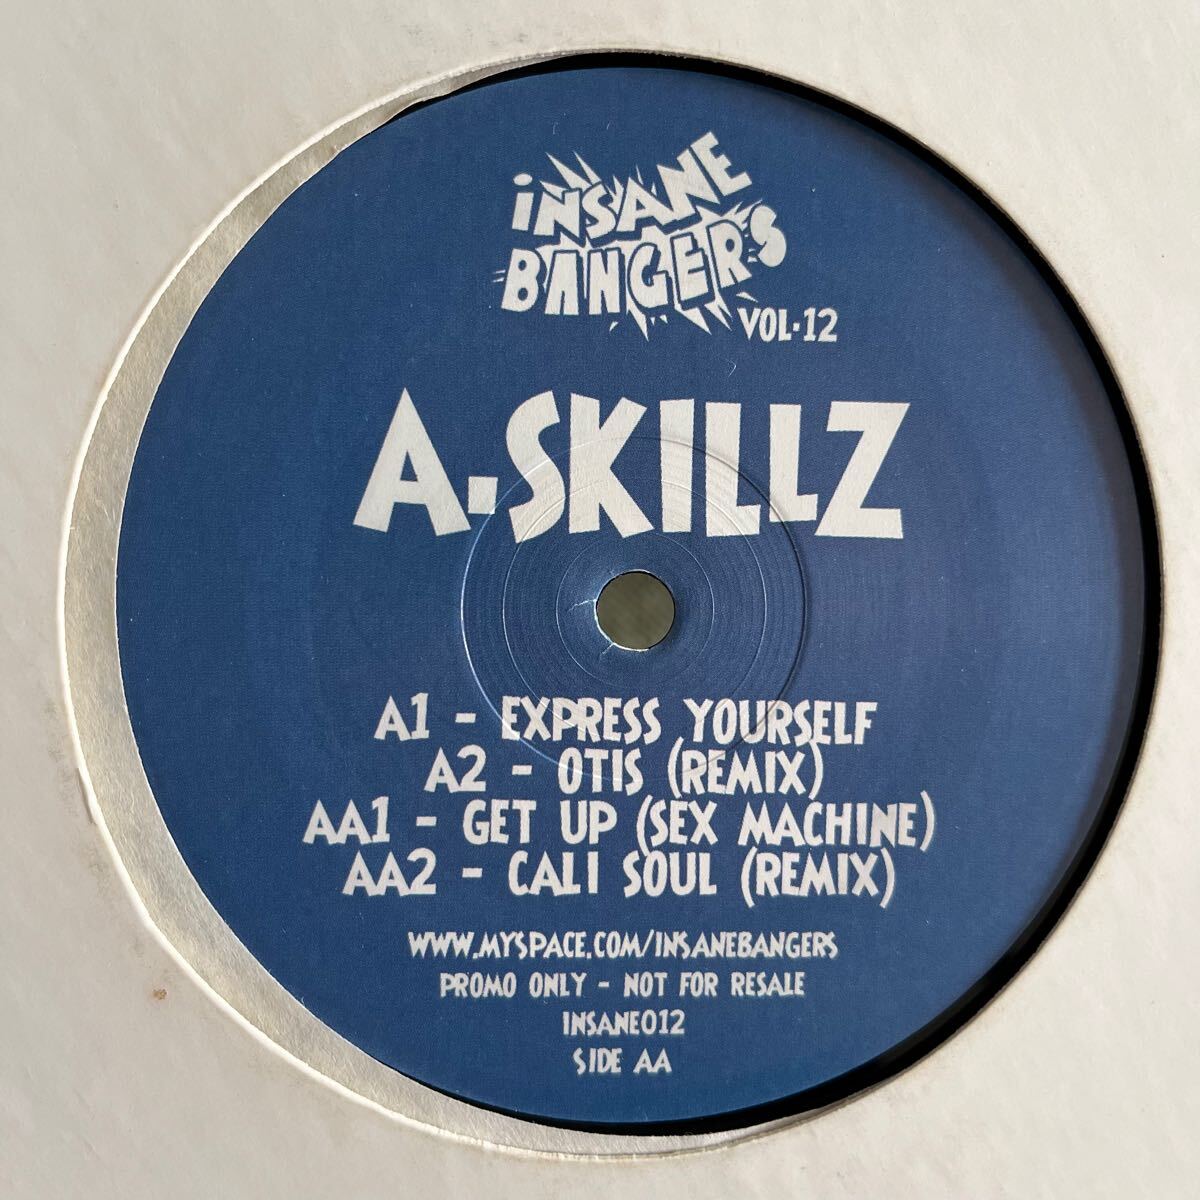 iNSANE
BANGERS
VOL·12
A.SKILLZ
A1 - EXPRESS YOURSELF
A2 - OTIS (REMIX)
AA1 - GET UP (SEX MACHINE)
AA2 - CALI SOUL (REMIX)
WWW.MYSPACE.COM/INSANEBANGERS
PROMO ONLY - NOT FOR RESALE
INSANE012
SIDE AA